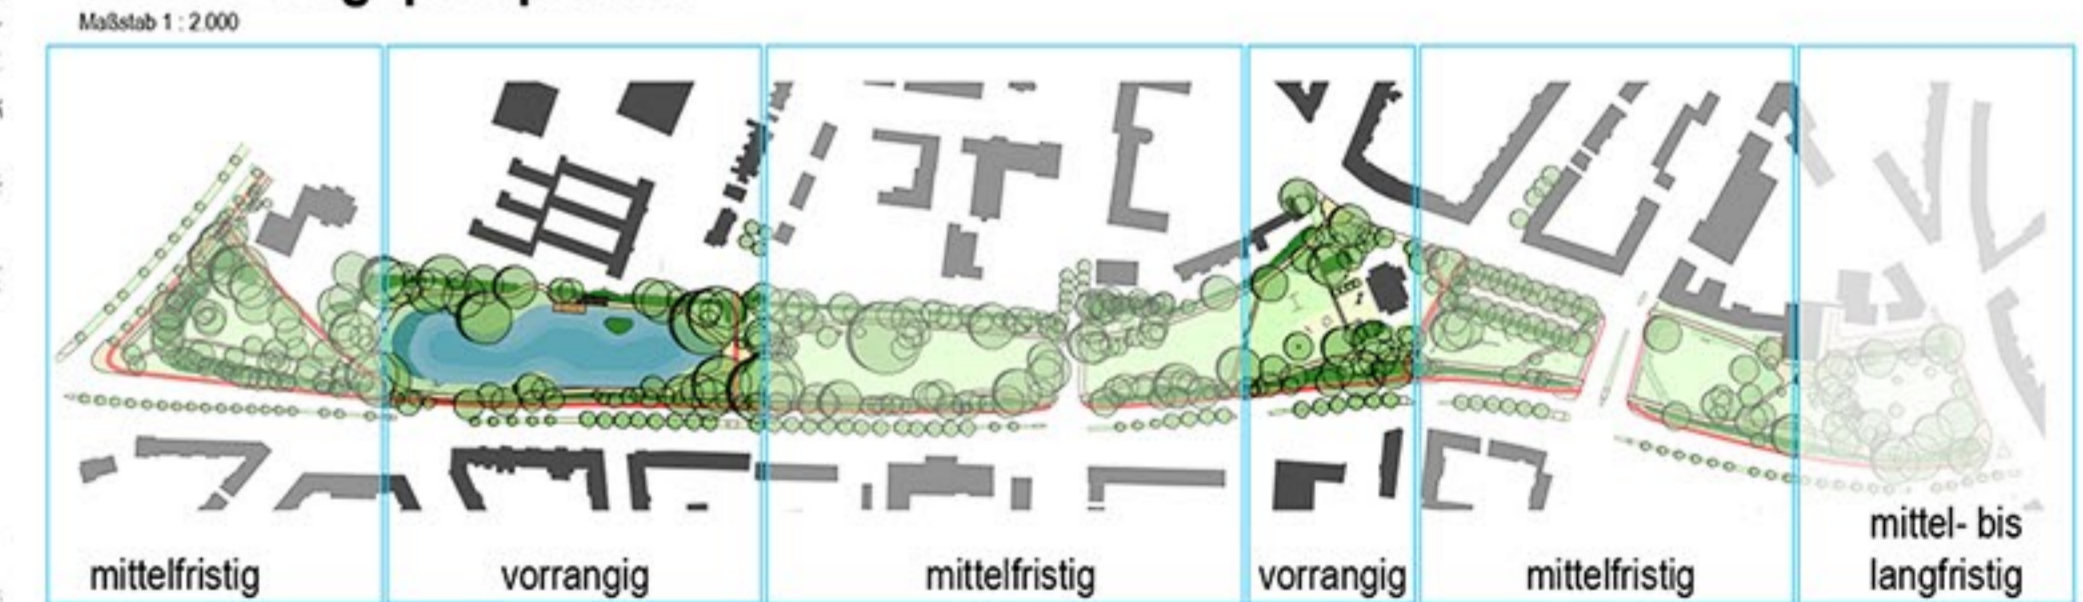 Maßstab 1 : 2.000
mittelfristig
vorrangig
mittelfristig
vorrangig
mittelfristig
mittel- bis
langfristig